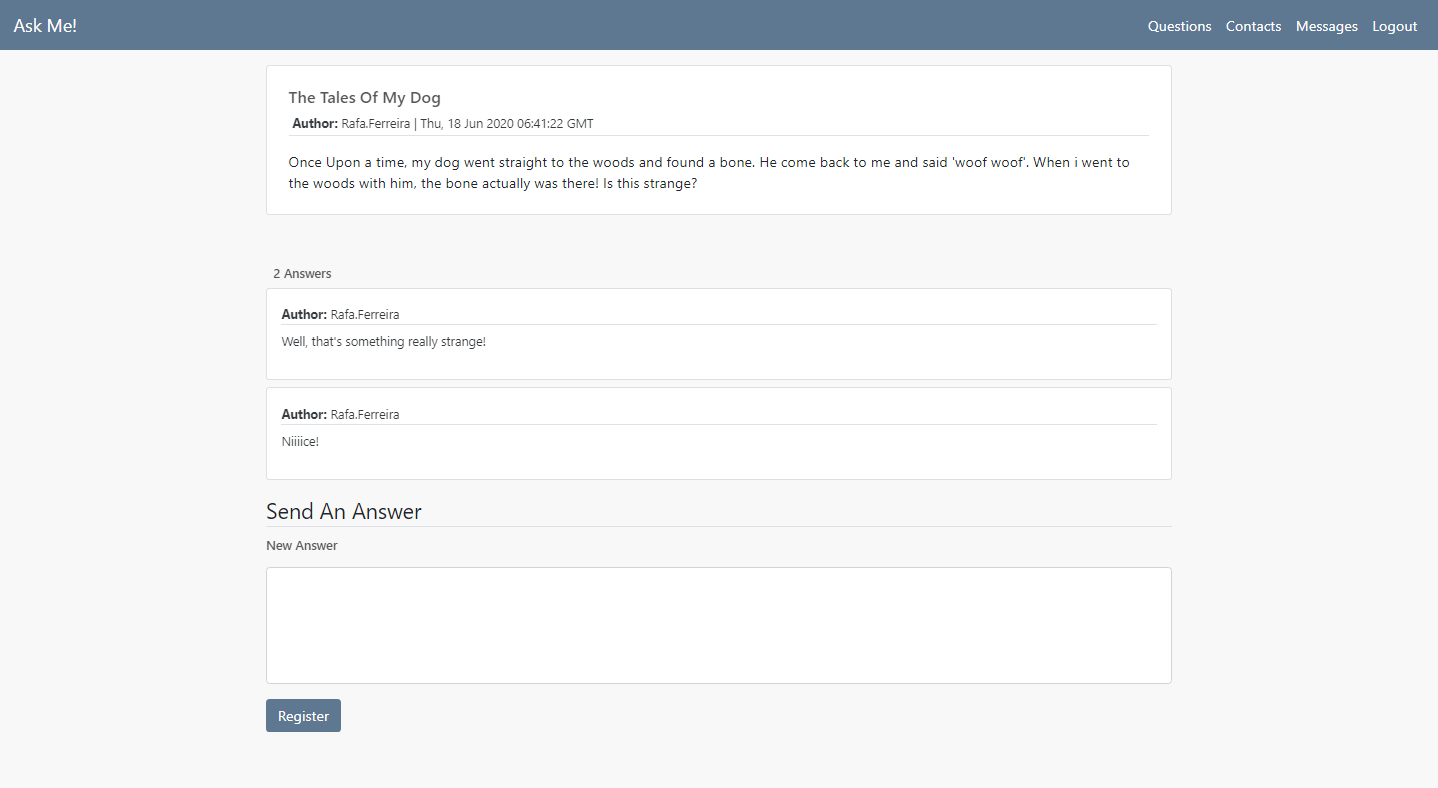 Ask Me!
Questions Contacts Messages Logout
The Tales Of My Dog
Author: Rafa.Ferreira | Thu, 18 Jun 2020 06:41:22 GMT
Once Upon a time, my dog went straight to the woods and found a bone. He come back to me and said 'woof woof'. When i went to
the woods with him, the bone actually was there! Is this strange?
2 Answers
Author: Rafa.Ferreira
Well, that's something really strange!
Author: Rafa.Ferreira
Niiiice!
Send An Answer
New Answer
Register